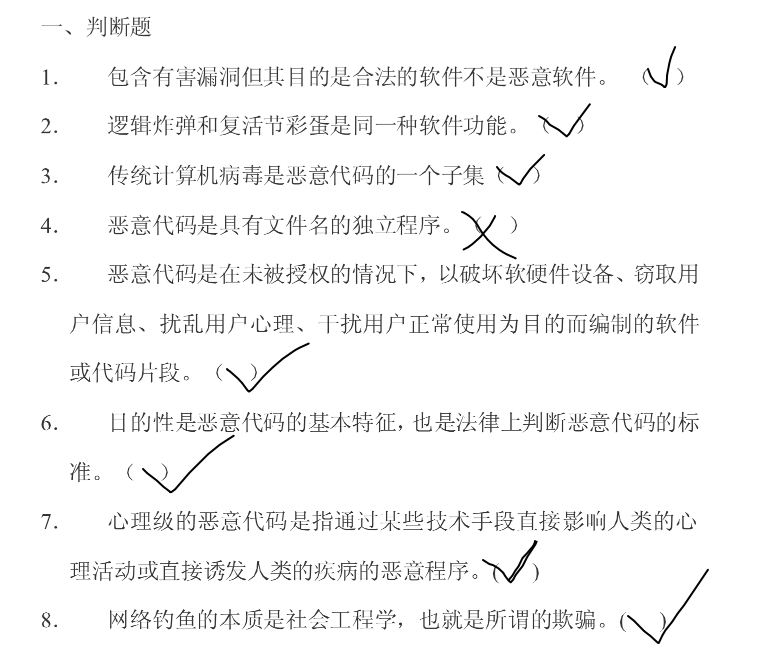 一、判断题
1. 包含有害漏洞但其目的是合法的软件不是恶意软件。 (✓)
2. 逻辑炸弹和复活节彩蛋是同一种软件功能。(✓)
3. 传统计算机病毒是恶意代码的一个子集(✓)
4. 恶意代码是具有文件名的独立程序。(✗)
5. 恶意代码是在未被授权的情况下，以破坏软硬件设备、窃取用
户信息、扰乱用户心理、干扰用户正常使用为目的而编制的软件
或代码片段。(✓)
6. 目的性是恶意代码的基本特征，也是法律上判断恶意代码的标
准。(✓)
7. 心理级的恶意代码是指通过某些技术手段直接影响人类的心
理活动或直接诱发人类的疾病的恶意程序。(✓)
8. 网络钓鱼的本质是社会工程学，也就是所谓的欺骗。(✓)